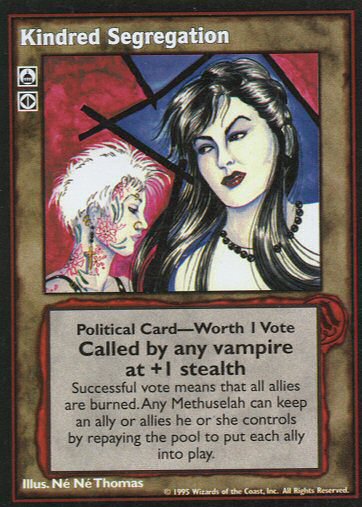 Kindred Segregation
Political Card—Worth 1 Vote
Called by any vampire
at +1 stealth
Successful vote means that all allies
are burned. Any Methuselah can keep
an ally or allies he or she controls
by repaying the pool to put each ally
into play.
Illus. Né Né Thomas
© 1995 Wizards of the Coast, Inc. All Rights Reserved.